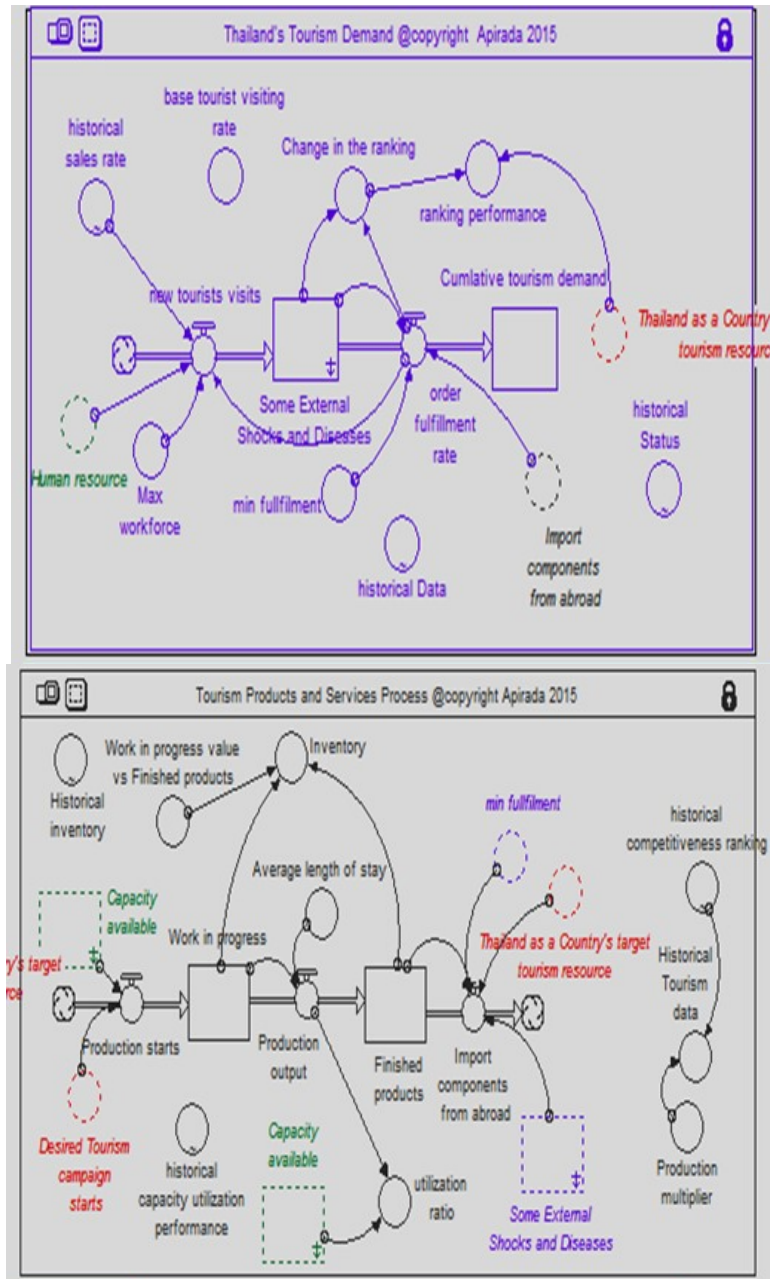 Thailand's Tourism Demand @copyright Apirada 2015
base tourist visiting
rate
historical
sales rate
Change in the ranking
ranking performance
new tourists visits
Cumlative tourism demand
Thailand as a Country
tourism resourc
Some External
Shocks and Diseases
order
fulfillment
rate
historical
Status
Human resource
Max
workforce
min fullfilment
Import
components
from abroad
historical Data
Tourism Products and Services Process @copyright Apirada 2015
Work in progress value
vs Finished products
Inventory
Historical
inventory
min fullfilment
historical
competitiveness ranking
Average length of stay
Capacity
available
Work in progress
Thailand as a Country's target
tourism resource
y's target
rce
Historical
Tourism
data
Production starts
Production
output
Finished
products
Import
components
from abroad
Desired Tourism
campaign
starts
historical
capacity utilization
performance
Capacity
available
utilization
ratio
Some External
Shocks and Diseases
Production
multiplier